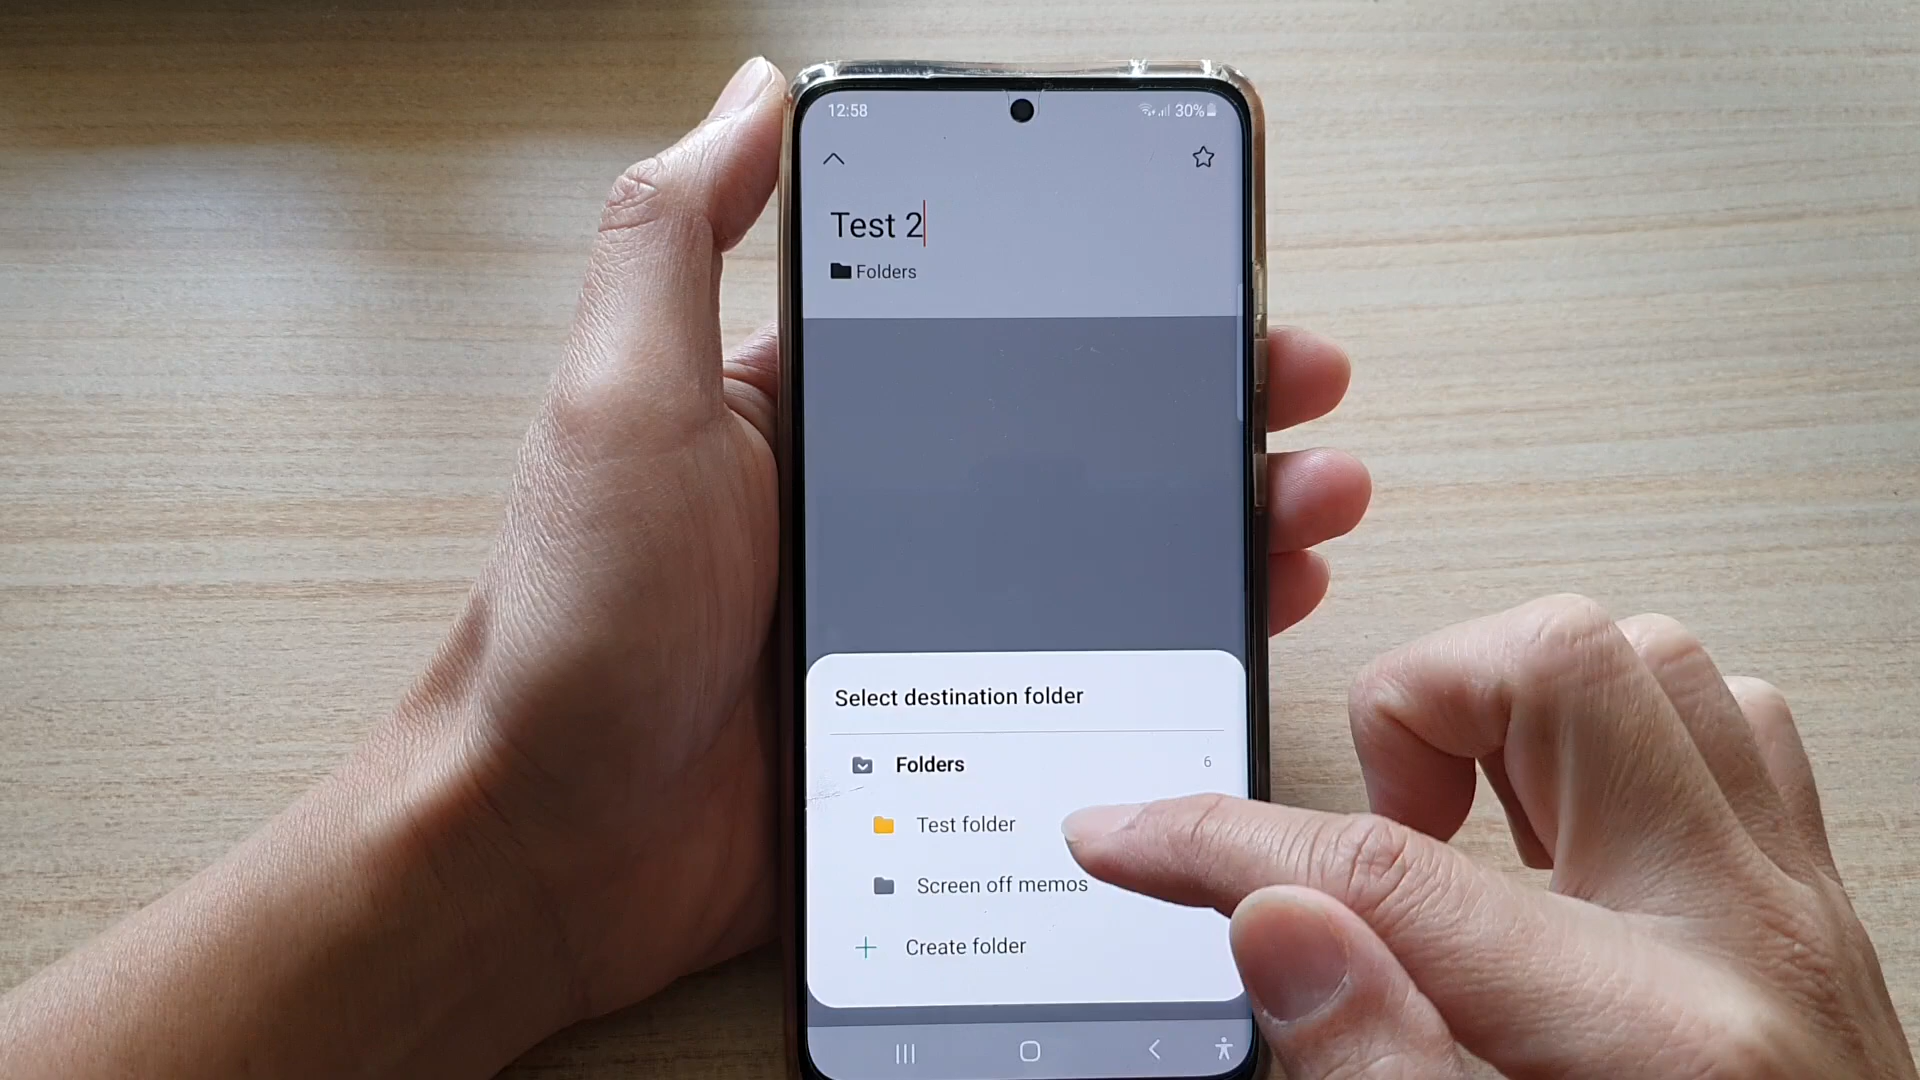 12:58 30%
Test 2
Folders
Select destination folder
Folders 6
Test folder
Screen off memos
Create folder